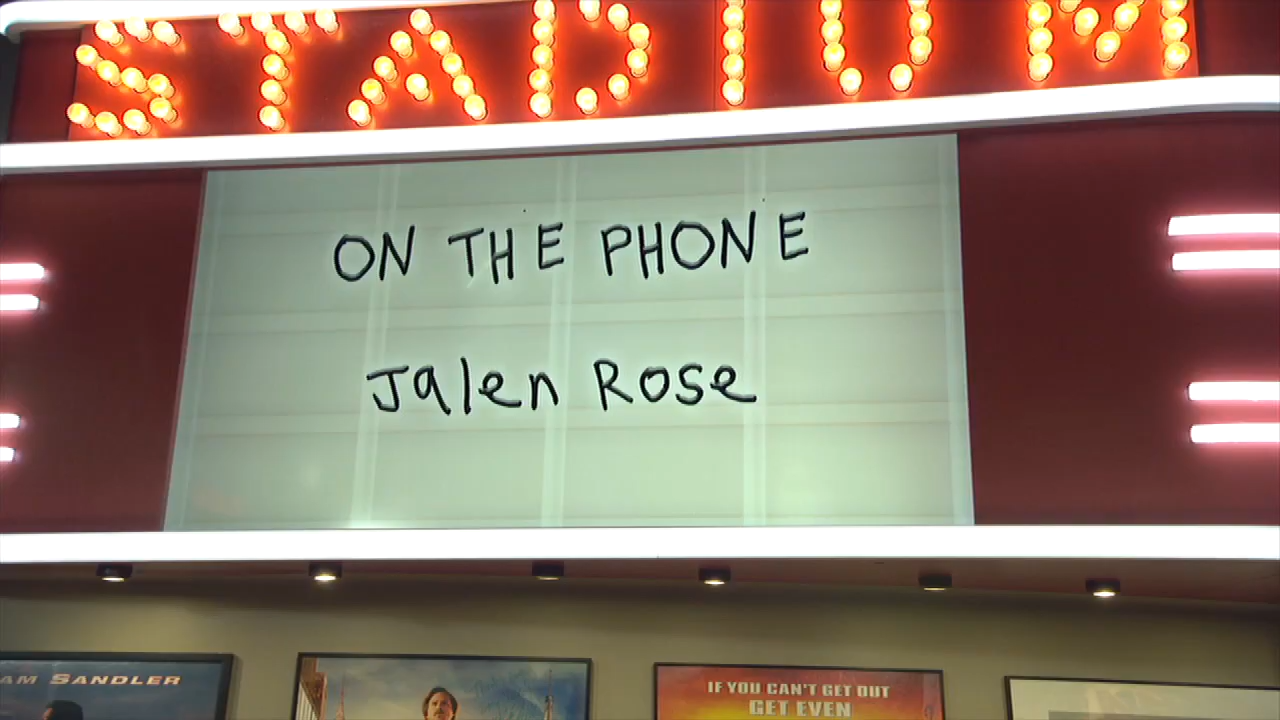 STADIUM
ON THE PHONE
Jalen Rose
AM SANDLER
IF YOU CAN'T GET OUT
GET EVEN